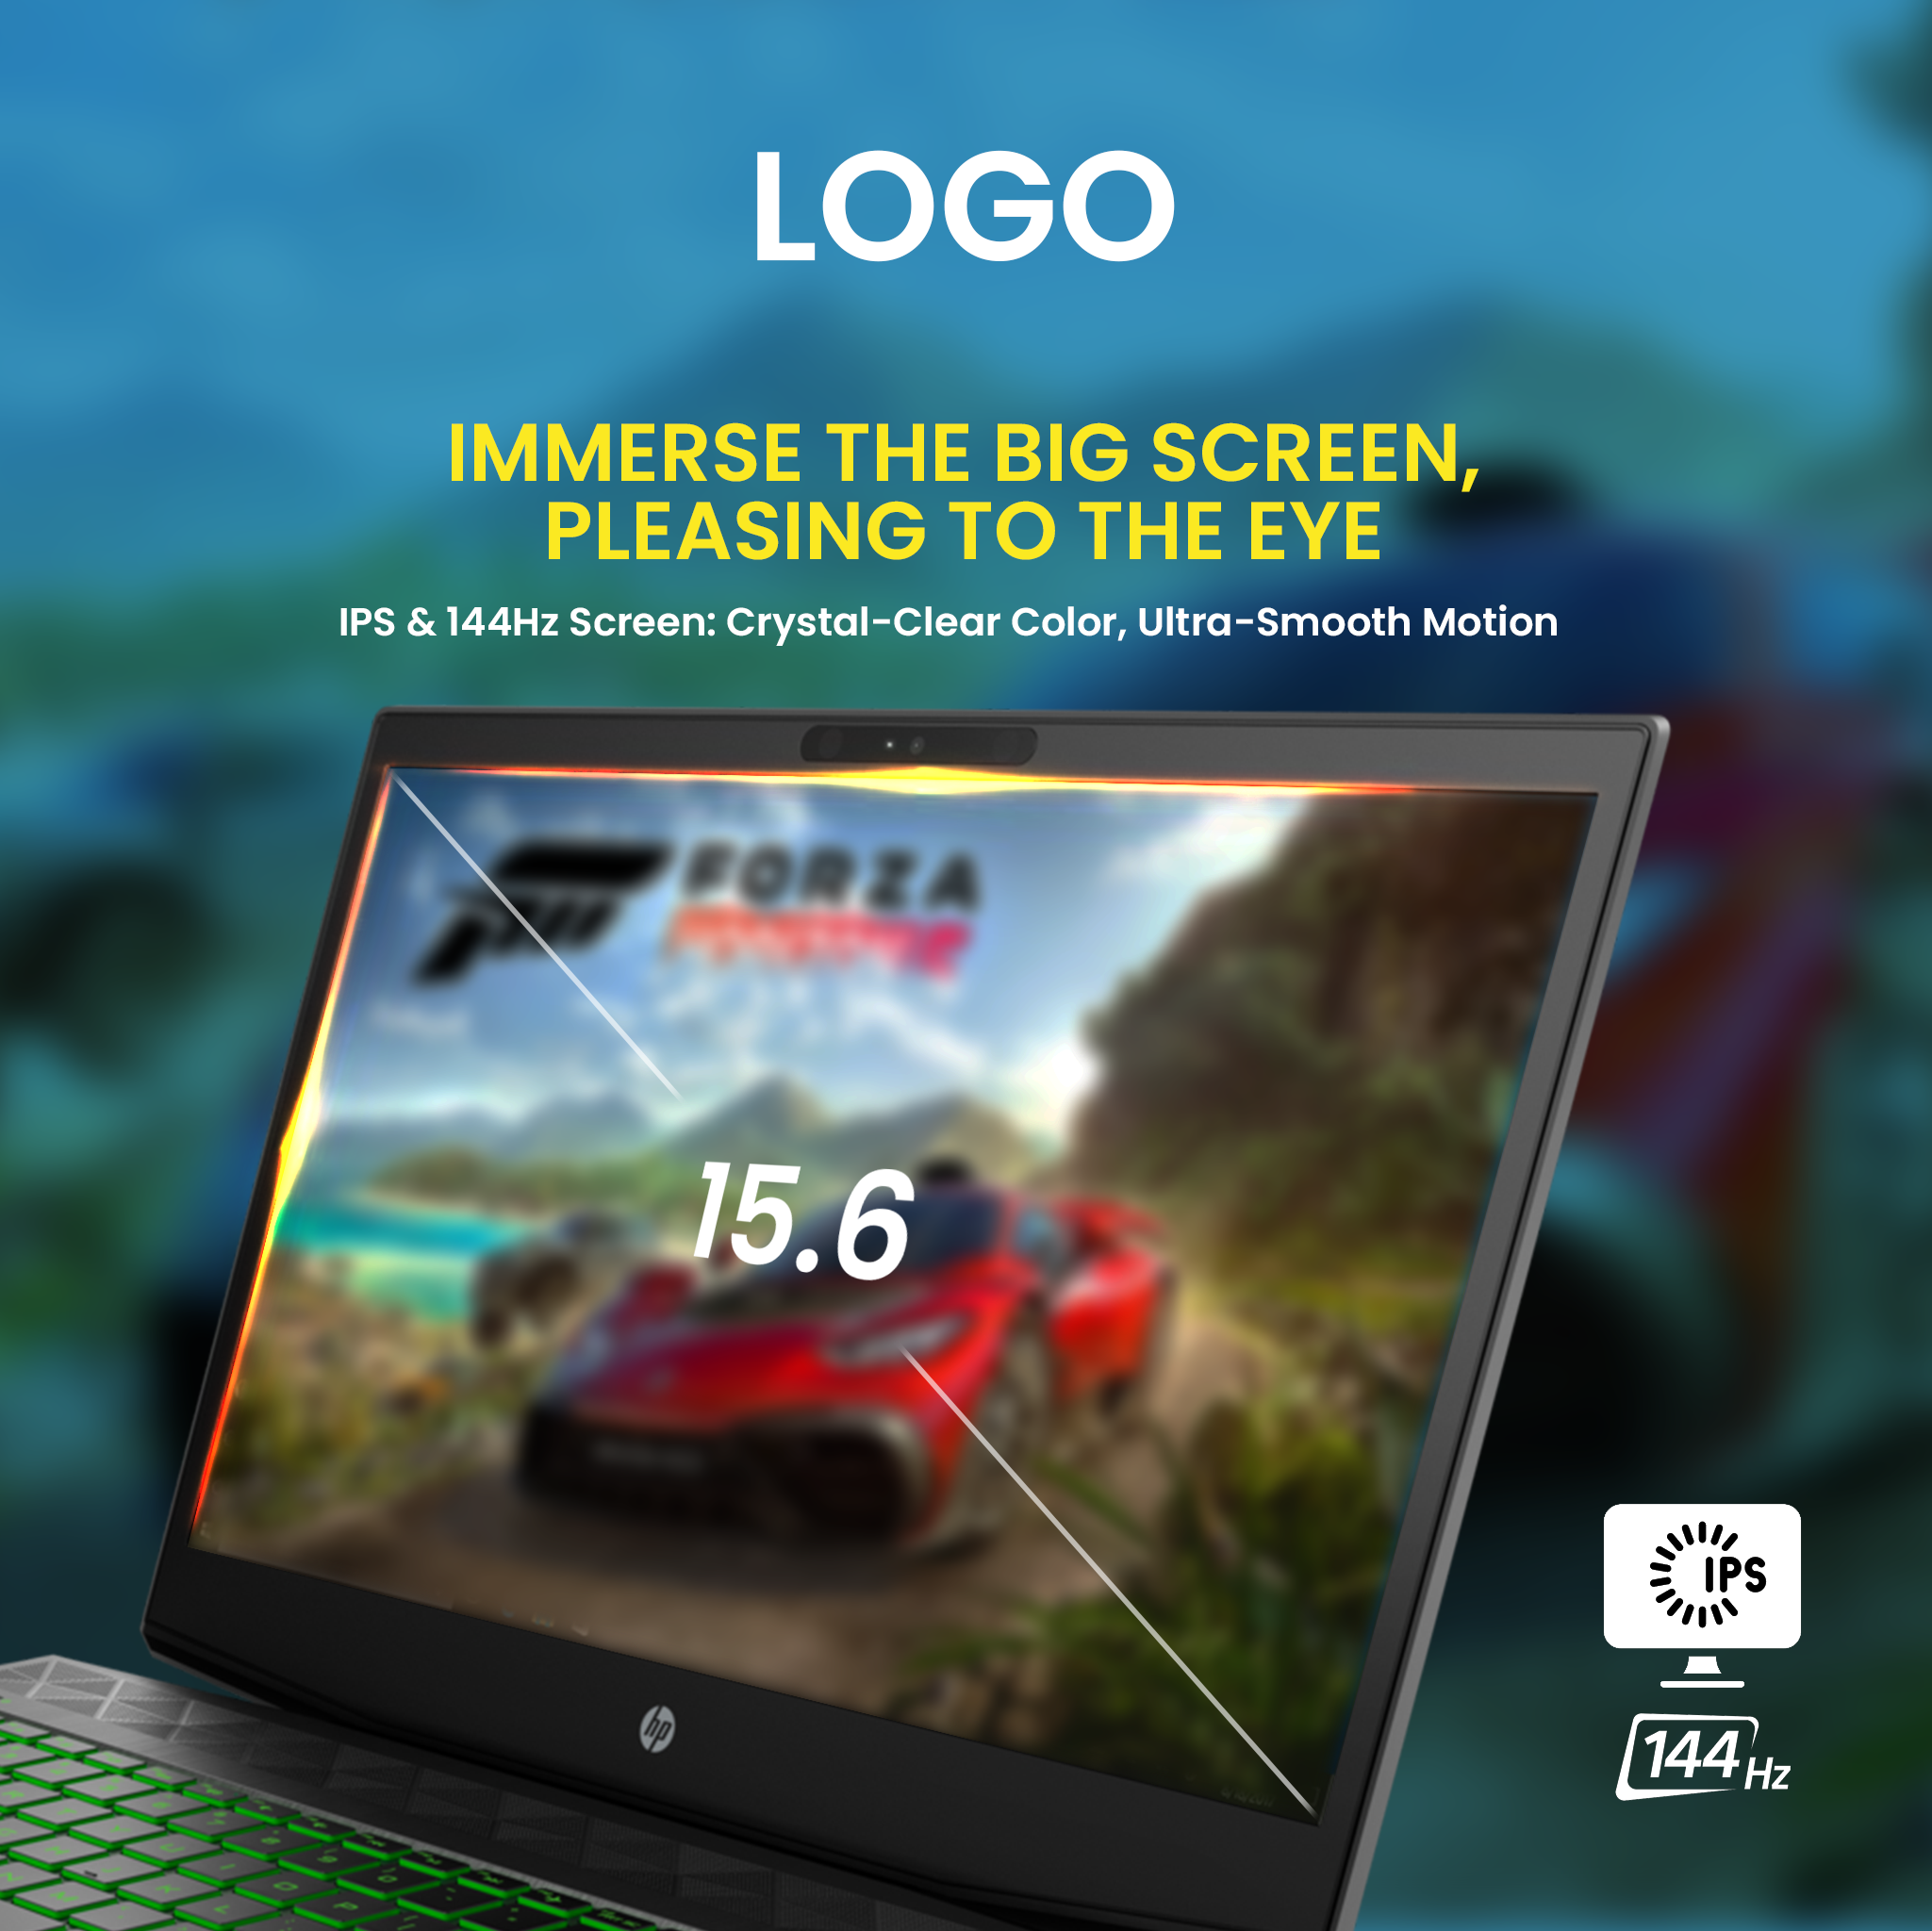 LOGO
IMMERSE THE BIG SCREEN,
PLEASING TO THE EYE
IPS & 144Hz Screen: Crystal-Clear Color, Ultra-Smooth Motion
FORZA
15.6
IPS
144Hz
hp